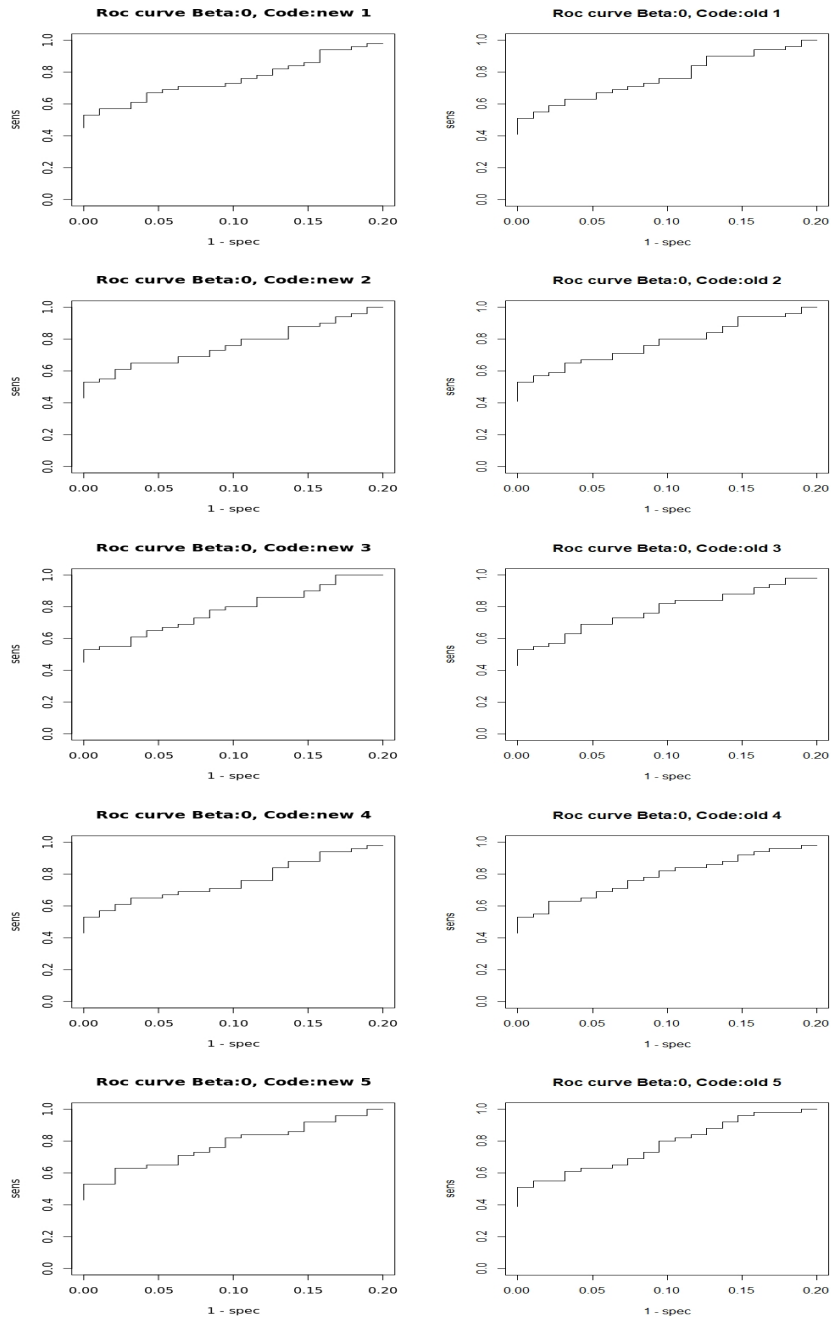 Roc curve Beta:0, Code:new 1
sens
0.0 0.2 0.4 0.6 0.8 1.0
0.00 0.05 0.10 0.15 0.20
1 - spec
Roc curve Beta:0, Code:old 1
sens
0.0 0.2 0.4 0.6 0.8 1.0
0.00 0.05 0.10 0.15 0.20
1 - spec
Roc curve Beta:0, Code:new 2
sens
0.0 0.2 0.4 0.6 0.8 1.0
0.00 0.05 0.10 0.15 0.20
1 - spec
Roc curve Beta:0, Code:old 2
sens
0.0 0.2 0.4 0.6 0.8 1.0
0.00 0.05 0.10 0.15 0.20
1 - spec
Roc curve Beta:0, Code:new 3
sens
0.0 0.2 0.4 0.6 0.8 1.0
0.00 0.05 0.10 0.15 0.20
1 - spec
Roc curve Beta:0, Code:old 3
sens
0.0 0.2 0.4 0.6 0.8 1.0
0.00 0.05 0.10 0.15 0.20
1 - spec
Roc curve Beta:0, Code:new 4
sens
0.0 0.2 0.4 0.6 0.8 1.0
0.00 0.05 0.10 0.15 0.20
1 - spec
Roc curve Beta:0, Code:old 4
sens
0.0 0.2 0.4 0.6 0.8 1.0
0.00 0.05 0.10 0.15 0.20
1 - spec
Roc curve Beta:0, Code:new 5
sens
0.0 0.2 0.4 0.6 0.8 1.0
0.00 0.05 0.10 0.15 0.20
1 - spec
Roc curve Beta:0, Code:old 5
sens
0.0 0.2 0.4 0.6 0.8 1.0
0.00 0.05 0.10 0.15 0.20
1 - spec